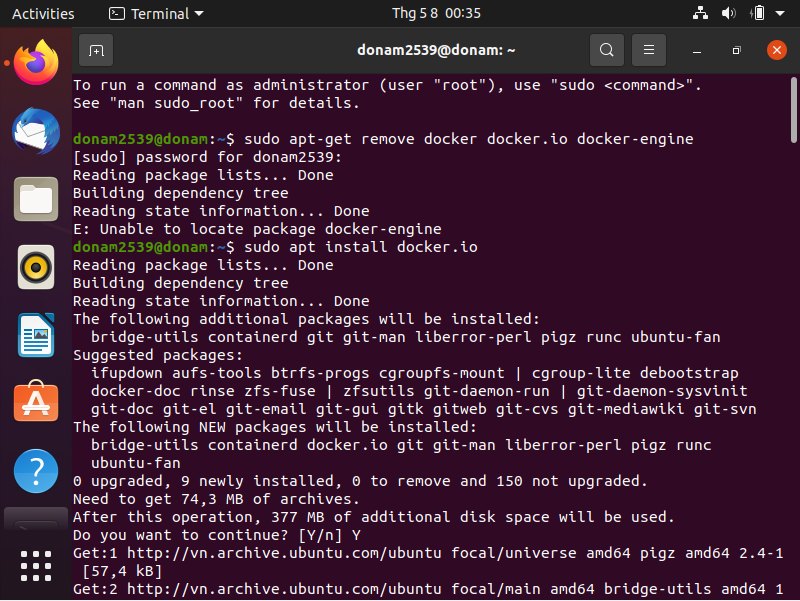 Activities Terminal Thg 5 8 00:35
donam2539@donam: ~
To run a command as administrator (user "root"), use "sudo <command>".
See "man sudo_root" for details.
donam2539@donam:~$ sudo apt-get remove docker docker.io docker-engine
[sudo] password for donam2539:
Reading package lists... Done
Building dependency tree
Reading state information... Done
E: Unable to locate package docker-engine
donam2539@donam:~$ sudo apt install docker.io
Reading package lists... Done
Building dependency tree
Reading state information... Done
The following additional packages will be installed:
  bridge-utils containerd git git-man liberror-perl pigz runc ubuntu-fan
Suggested packages:
  ifupdown aufs-tools btrfs-progs cgroupfs-mount | cgroup-lite debootstrap
  docker-doc rinse zfs-fuse | zfsutils git-daemon-run | git-daemon-sysvinit
  git-doc git-el git-email git-gui gitk gitweb git-cvs git-mediawiki git-svn
The following NEW packages will be installed:
  bridge-utils containerd docker.io git git-man liberror-perl pigz runc
  ubuntu-fan
0 upgraded, 9 newly installed, 0 to remove and 150 not upgraded.
Need to get 74,3 MB of archives.
After this operation, 377 MB of additional disk space will be used.
Do you want to continue? [Y/n] Y
Get:1 http://vn.archive.ubuntu.com/ubuntu focal/universe amd64 pigz amd64 2.4-1
 [57,4 kB]
Get:2 http://vn.archive.ubuntu.com/ubuntu focal/main amd64 bridge-utils amd64 1